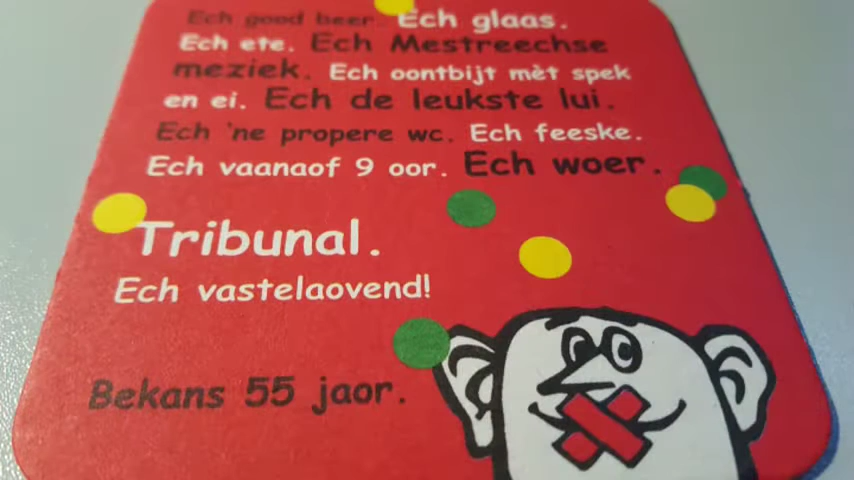 Ech good beer. Ech glaas.
Ech ete. Ech Mestreechse
meziek. Ech oontbijt mèt spek
en ei. Ech de leukste lui.
Ech 'ne propere wc. Ech feeske.
Ech vaanaof 9 oor. Ech woer.
Tribunal.
Ech vastelaovend!
Bekans 55 jaor.